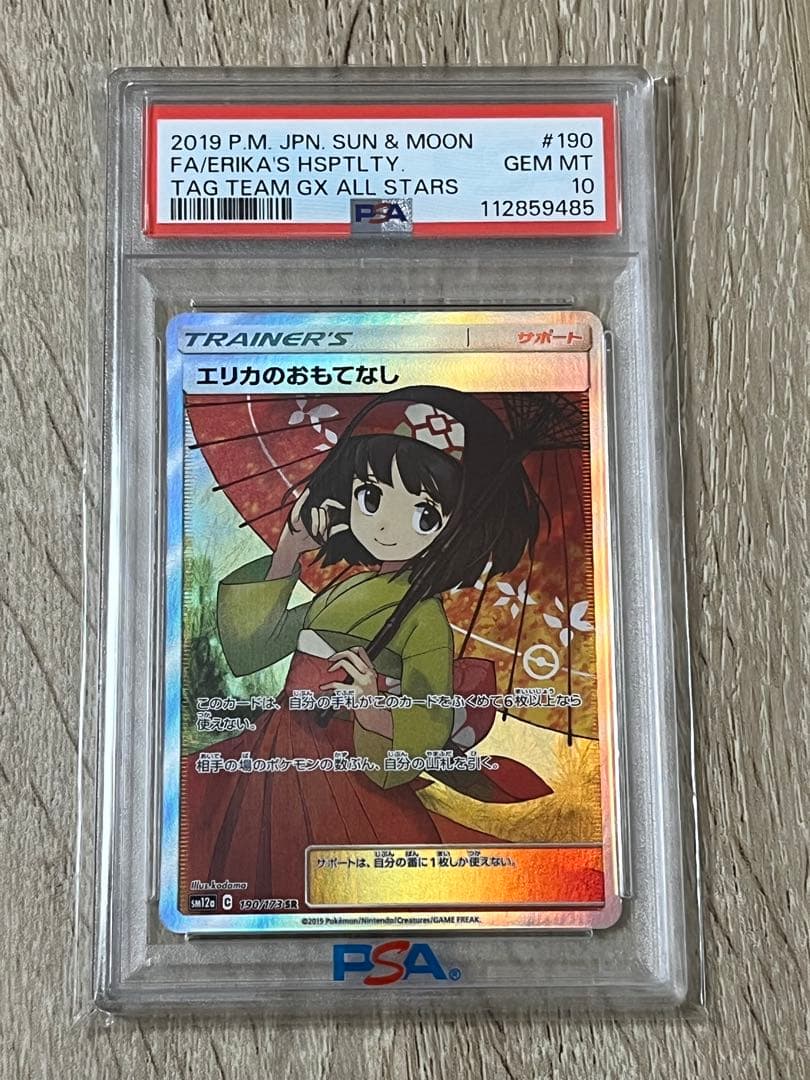 2019 P.M. JPN. SUN & MOON #190
FA/ERIKA'S HSPTLTY. GEM MT
TAG TEAM GX ALL STARS 10
PSA 112859485
TRAINER'S サポート
エリカのおもてなし
このカードは、自分の手札がこのカードをふくめて6枚以上なら
使えない。
相手の場のポケモンの数ぶん、自分の山札を引く。
サポートは、自分の番に1枚しか使えない。
Illus.kodama
sm12a C 190/173 SR
©2019 Pokémon/Nintendo/Creatures/GAME FREAK.
PSA®